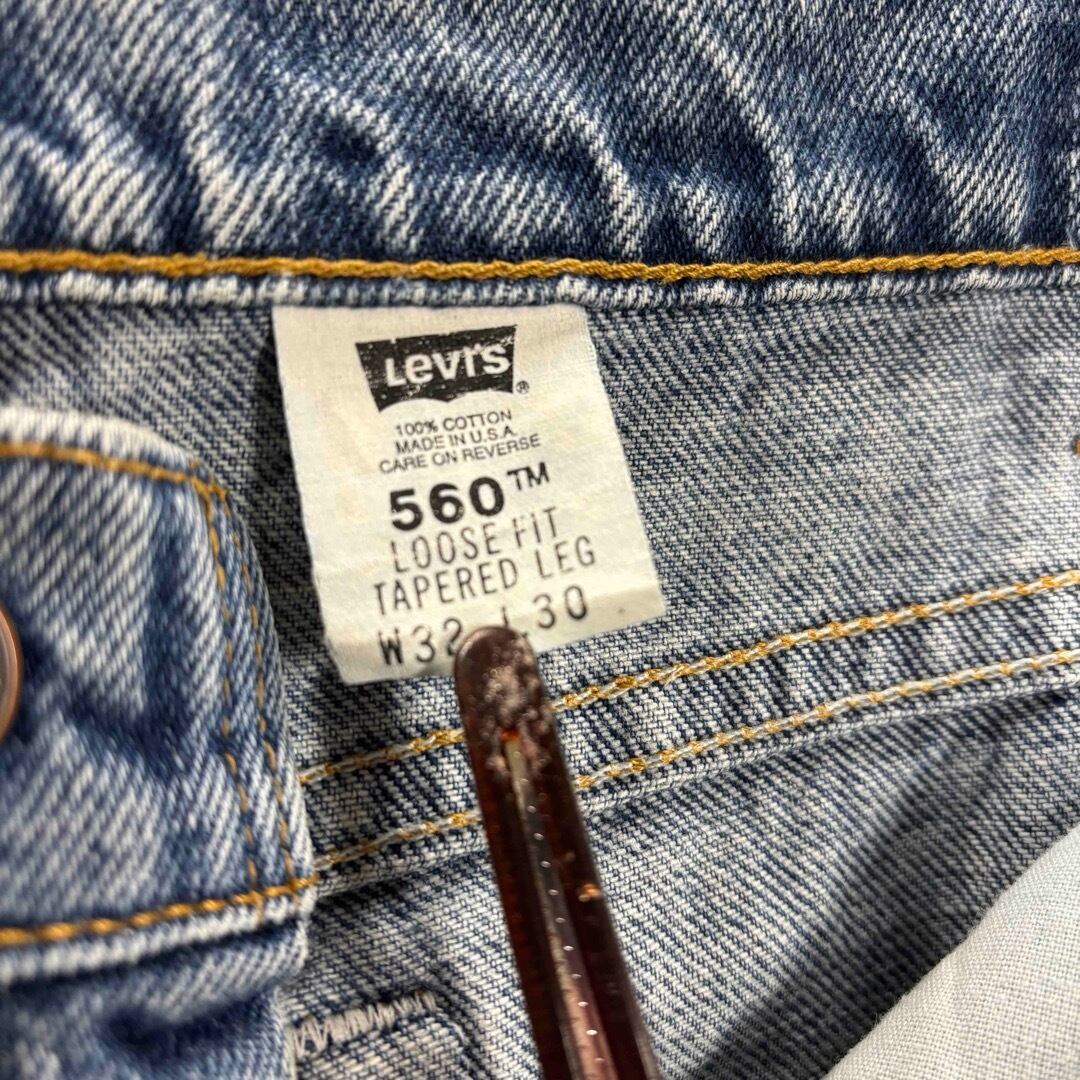 Levi's®
100% COTTON
MADE IN U.S.A.
CARE ON REVERSE
560™
LOOSE FIT
TAPERED LEG
W32 L30